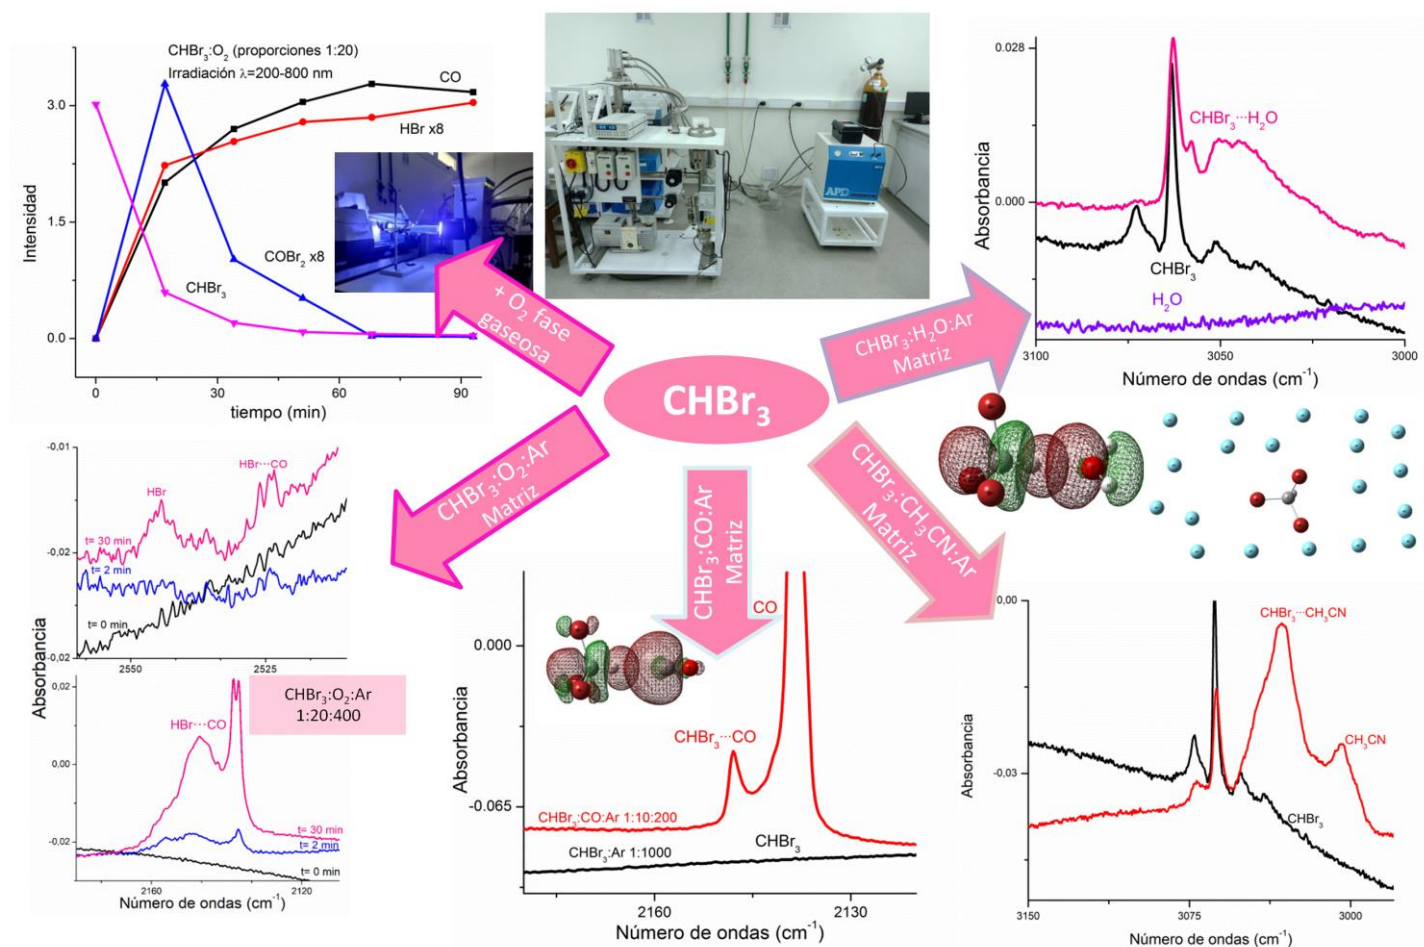 CHBr₃:O₂ (proporciones 1:20)
Irradiación λ=200-800 nm
CO
HBr x8
COBr₂ x8
CHBr₃
Intensidad
3.0
1.5
0.0
0 30 60 90
tiempo (min)
APD
0.028
0.000
Absorbancia
CHBr₃···H₂O
CHBr₃
H₂O
3100 3050 3000
Número de ondas (cm⁻¹)
+ O₂ fase
gaseosa
CHBr₃:H₂O:Ar
Matriz
CHBr₃
CHBr₃:O₂:Ar
Matriz
CHBr₃:CO:Ar
Matriz
CHBr₃:CH₃CN:Ar
Matriz
-0,01
-0,02
-0,02
HBr
HBr···CO
t= 30 min
t= 2 min
t= 0 min
2550 2525
Absorbancia
0,02
0,00
-0,02
HBr···CO
CHBr₃:O₂:Ar
1:20:400
t= 30 min
t= 2 min
t= 0 min
2160 2120
Número de ondas (cm⁻¹)
0.000
-0.065
Absorbancia
CO
CHBr₃···CO
CHBr₃:CO:Ar 1:10:200
CHBr₃:Ar 1:1000
CHBr₃
2160 2130
Número de ondas (cm⁻¹)
0,00
-0,03
Absorbancia
CHBr₃···CH₃CN
CH₃CN
CHBr₃
3150 3075 3000
Número de ondas (cm⁻¹)